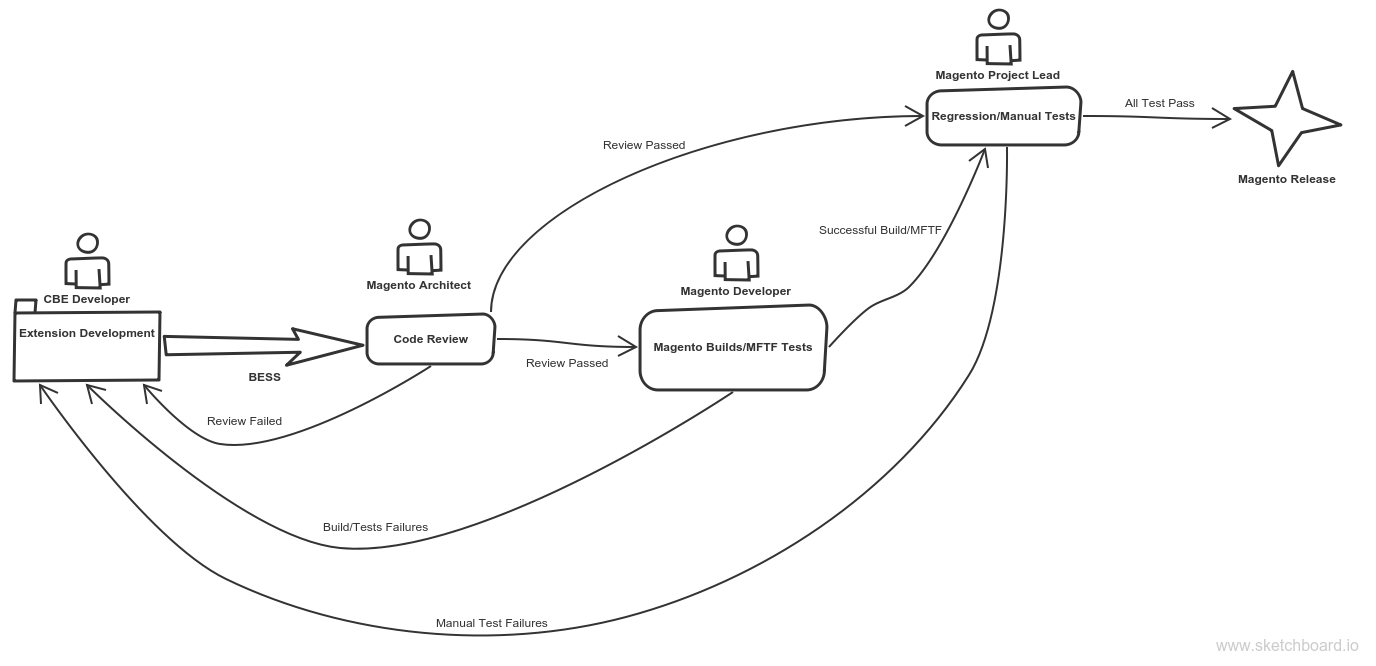 Magento Project Lead
Regression/Manual Tests
All Test Pass
Magento Release
Review Passed
Successful Build/MFTF
CBE Developer
Extension Development
BESS
Magento Architect
Code Review
Review Passed
Magento Developer
Magento Builds/MFTF Tests
Review Failed
Build/Tests Failures
Manual Test Failures
www.sketchboard.io